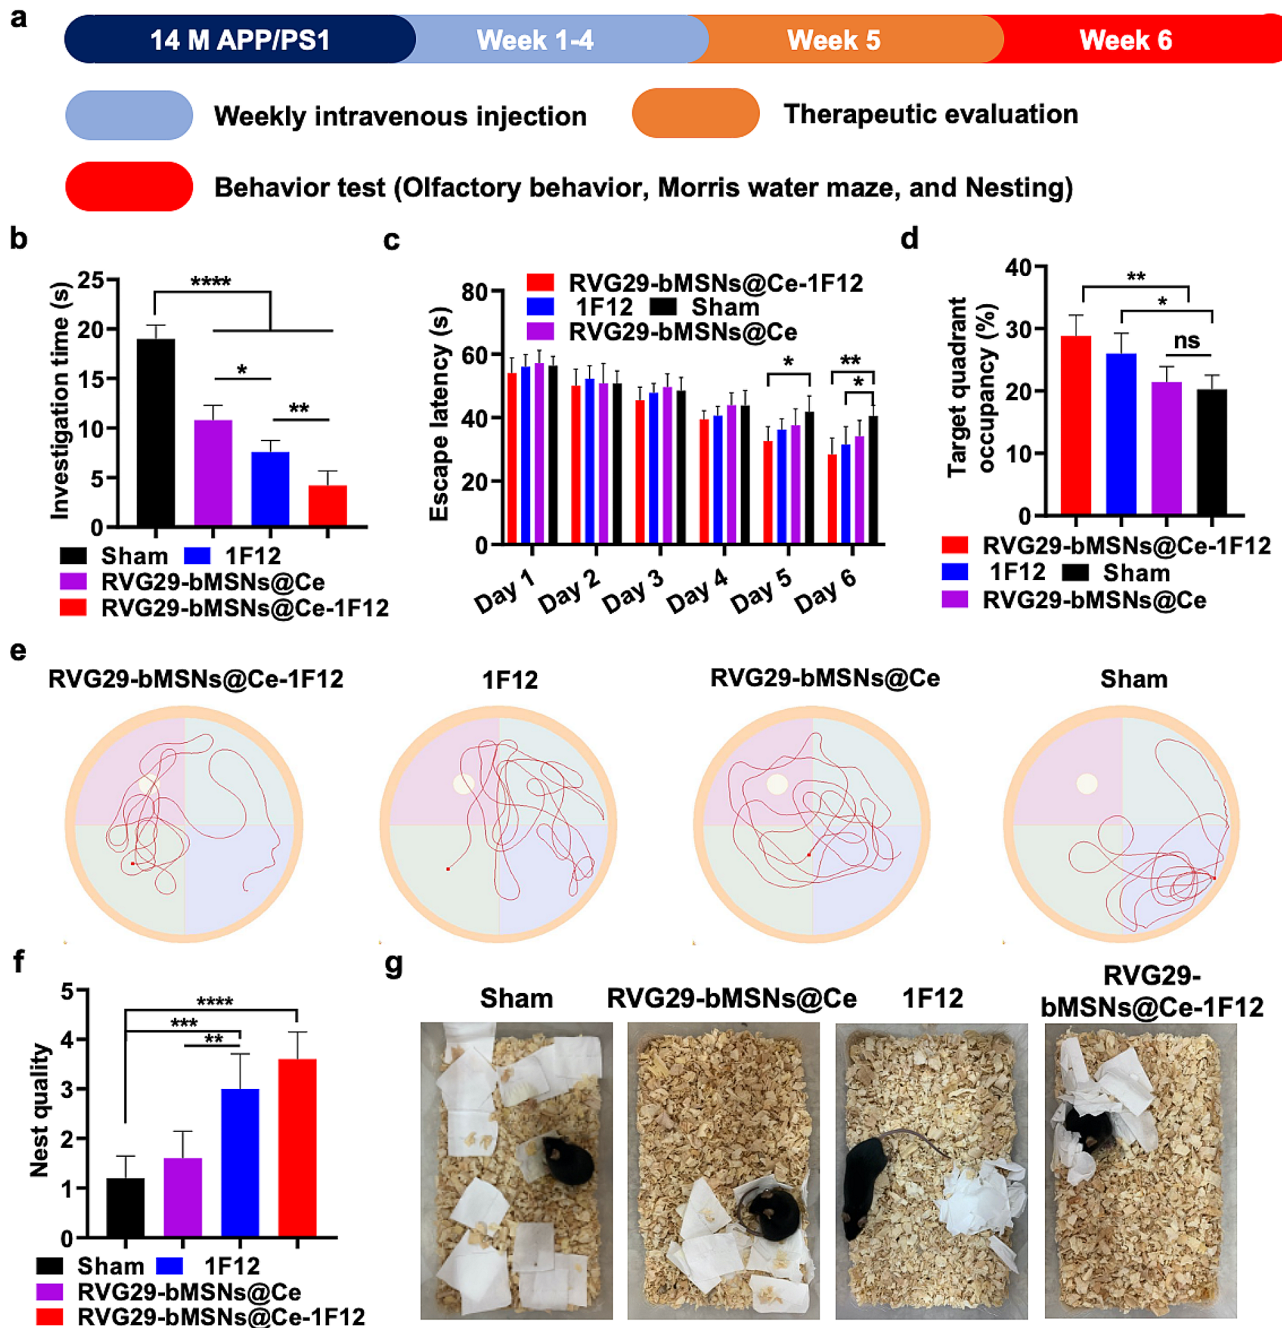 a
14 M APP/PS1 Week 1-4 Week 5 Week 6
Weekly intravenous injection Therapeutic evaluation
Behavior test (Olfactory behavior, Morris water maze, and Nesting)
b
Investigation time (s)
25
20
15
10
5
0
****
*
**
Sham 1F12
RVG29-bMSNs@Ce
RVG29-bMSNs@Ce-1F12
c
RVG29-bMSNs@Ce-1F12
1F12 Sham
RVG29-bMSNs@Ce
Escape latency (s)
80
60
40
20
0
*
**
*
Day 1 Day 2 Day 3 Day 4 Day 5 Day 6
d
Target quadrant
occupancy (%)
40
30
20
10
0
**
*
ns
RVG29-bMSNs@Ce-1F12
1F12 Sham
RVG29-bMSNs@Ce
e
RVG29-bMSNs@Ce-1F12 1F12 RVG29-bMSNs@Ce Sham
f
Nest quality
5
4
3
2
1
0
****
***
**
Sham 1F12
RVG29-bMSNs@Ce
RVG29-bMSNs@Ce-1F12
g
Sham RVG29-bMSNs@Ce 1F12 RVG29-
bMSNs@Ce-1F12